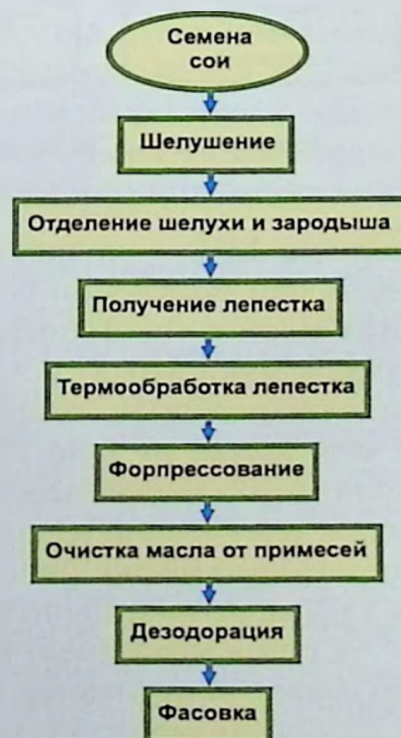 Семена
сои
Шелушение
Отделение шелухи и зародыша
Получение лепестка
Термообработка лепестка
Форпрессование
Очистка масла от примесей
Дезодорация
Фасовка